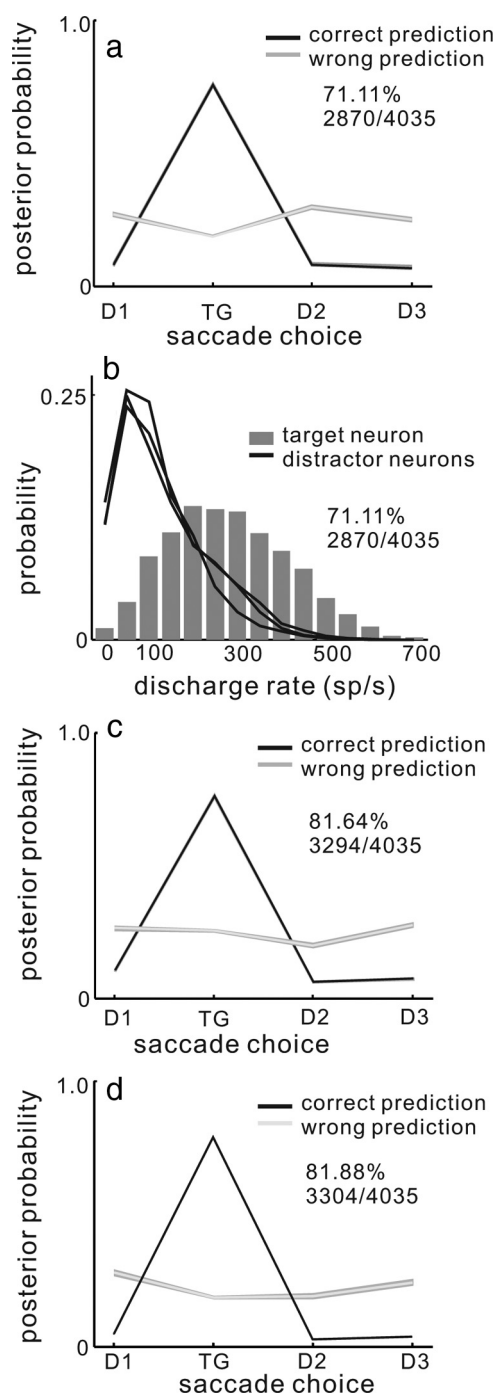 a
1.0
correct prediction
wrong prediction
71.11%
2870/4035
posterior probability
0
D1 TG D2 D3
saccade choice
b
0.25
target neuron
distractor neurons
71.11%
2870/4035
probability
0
0 100 300 500 700
discharge rate (sp/s)
c
1.0
correct prediction
wrong prediction
81.64%
3294/4035
posterior probability
0
D1 TG D2 D3
saccade choice
d
1.0
correct prediction
wrong prediction
81.88%
3304/4035
posterior probability
0
D1 TG D2 D3
saccade choice